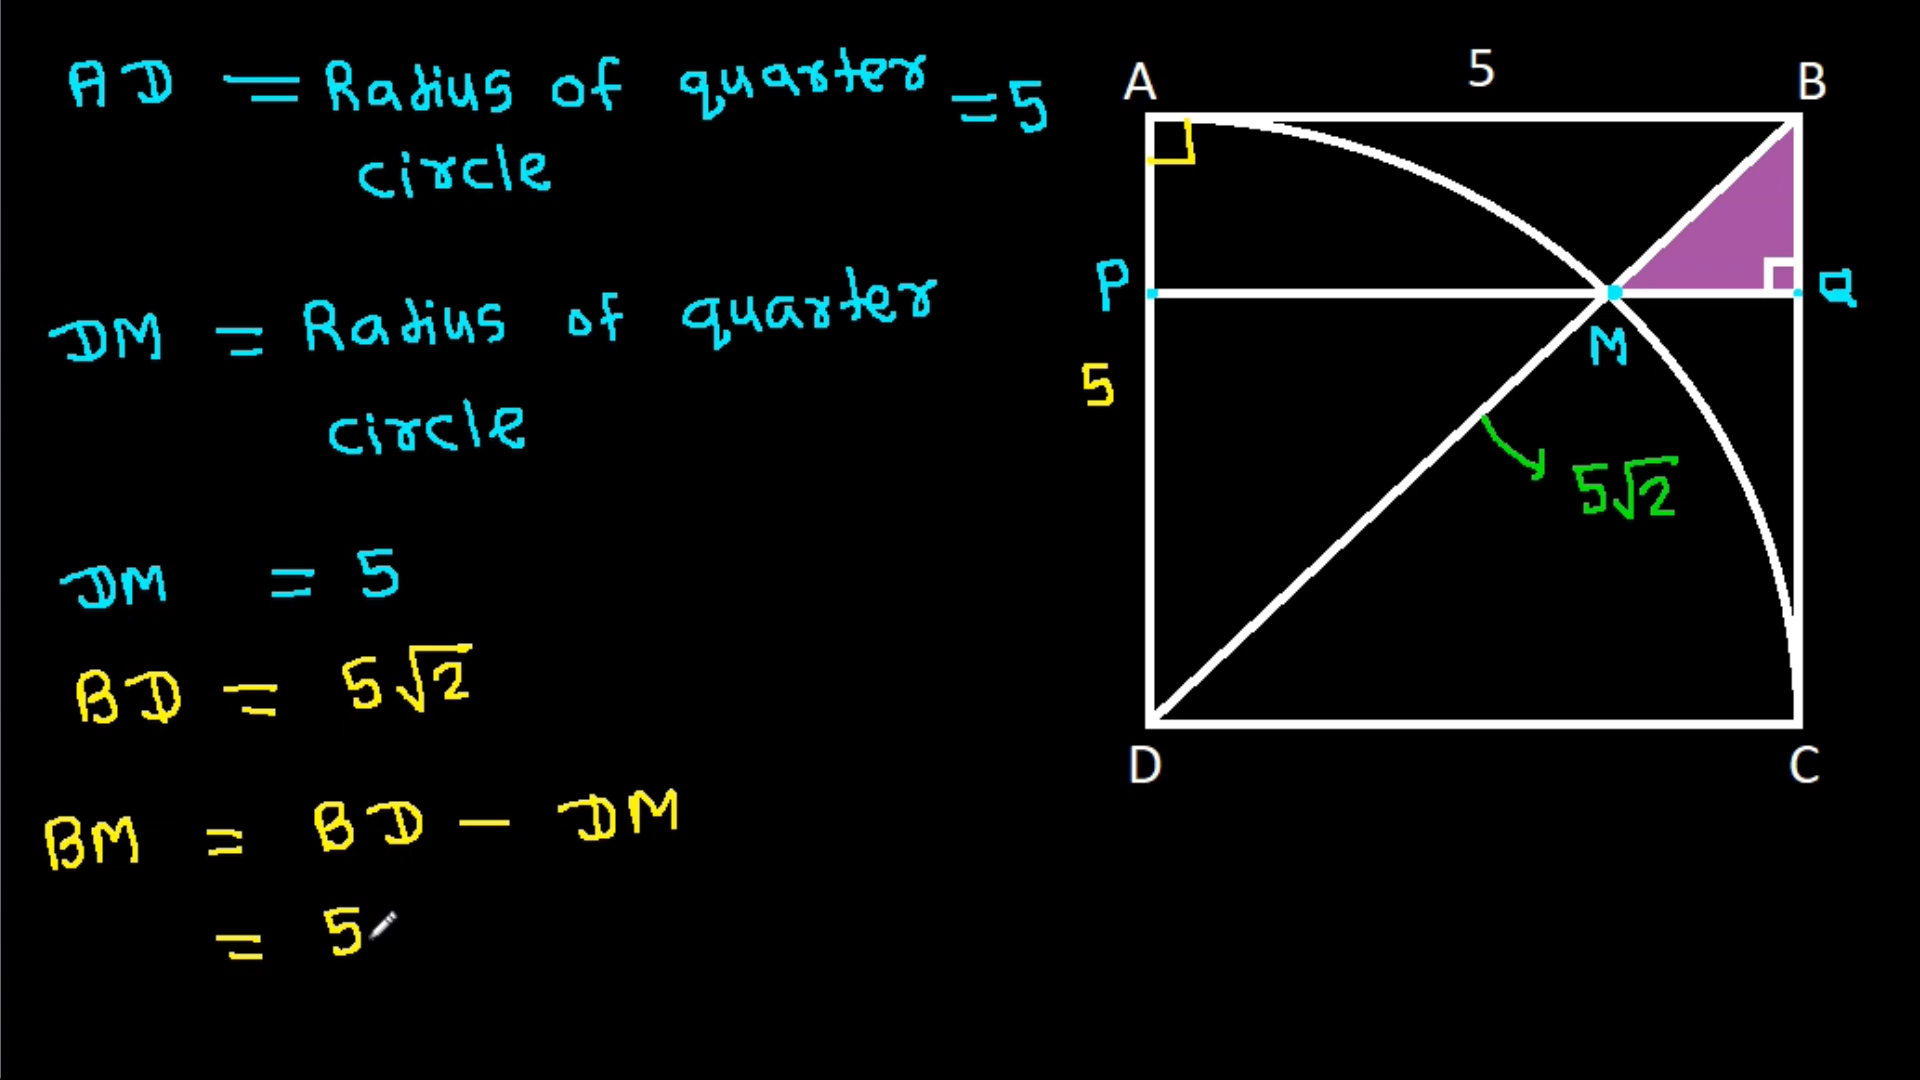 AD = Radius of quarter = 5
circle
DM = Radius of quarter
circle
DM = 5
BD = 5√2
BM = BD - DM
= 5
5
A
B
P
Q
M
5
5√2
D
C